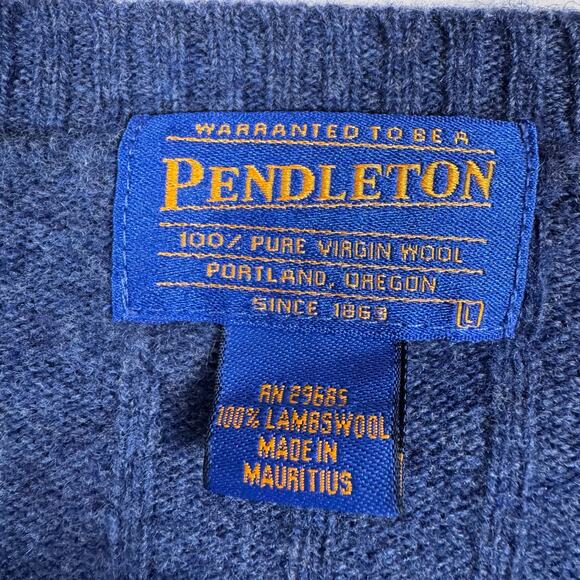 WARRANTED TO BE A
PENDLETON
100% PURE VIRGIN WOOL
PORTLAND, OREGON
SINCE 1863 L
RN 29685
100% LAMBSWOOL
MADE IN
MAURITIUS